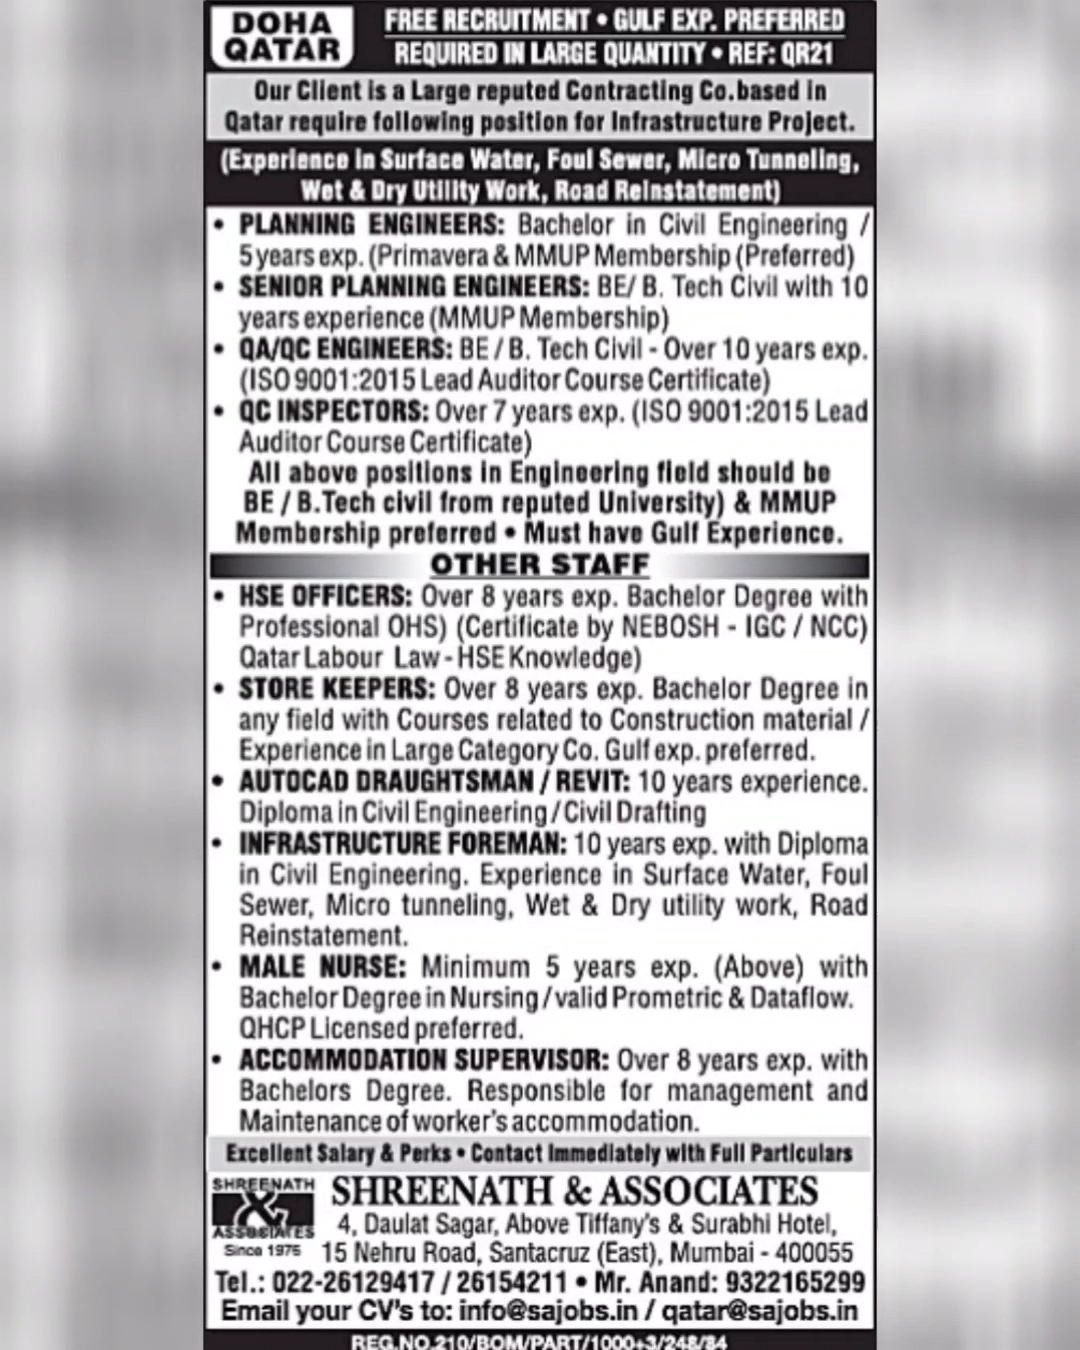 DOHA
QATAR
FREE RECRUITMENT • GULF EXP. PREFERRED
REQUIRED IN LARGE QUANTITY • REF: QR21
Our Client is a Large reputed Contracting Co.based in
Qatar require following position for Infrastructure Project.
(Experience in Surface Water, Foul Sewer, Micro Tunneling,
Wet & Dry Utility Work, Road Reinstatement)
• PLANNING ENGINEERS: Bachelor in Civil Engineering /
5 years exp. (Primavera & MMUP Membership (Preferred)
• SENIOR PLANNING ENGINEERS: BE/ B. Tech Civil with 10
years experience (MMUP Membership)
• QA/QC ENGINEERS: BE / B. Tech Civil - Over 10 years exp.
(ISO 9001:2015 Lead Auditor Course Certificate)
• QC INSPECTORS: Over 7 years exp. (ISO 9001:2015 Lead
Auditor Course Certificate)
All above positions in Engineering field should be
BE / B.Tech civil from reputed University) & MMUP
Membership preferred • Must have Gulf Experience.
OTHER STAFF
• HSE OFFICERS: Over 8 years exp. Bachelor Degree with
Professional OHS) (Certificate by NEBOSH - IGC / NCC)
Qatar Labour Law - HSE Knowledge)
• STORE KEEPERS: Over 8 years exp. Bachelor Degree in
any field with Courses related to Construction material /
Experience in Large Category Co. Gulf exp. preferred.
• AUTOCAD DRAUGHTSMAN / REVIT: 10 years experience.
Diploma in Civil Engineering / Civil Drafting
• INFRASTRUCTURE FOREMAN: 10 years exp. with Diploma
in Civil Engineering. Experience in Surface Water, Foul
Sewer, Micro tunneling, Wet & Dry utility work, Road
Reinstatement.
• MALE NURSE: Minimum 5 years exp. (Above) with
Bachelor Degree in Nursing / valid Prometric & Dataflow.
QHCP Licensed preferred.
• ACCOMMODATION SUPERVISOR: Over 8 years exp. with
Bachelors Degree. Responsible for management and
Maintenance of worker's accommodation.
Excellent Salary & Perks • Contact Immediately with Full Particulars
SHREENATH
&
ASSOCIATES
Since 1975
SHREENATH & ASSOCIATES
4, Daulat Sagar, Above Tiffany's & Surabhi Hotel,
15 Nehru Road, Santacruz (East), Mumbai - 400055
Tel.: 022-26129417 / 26154211 • Mr. Anand: 9322165299
Email your CV's to: info@sajobs.in / qatar@sajobs.in
REG.NO.210/BOM/PART/1000+3/248/84